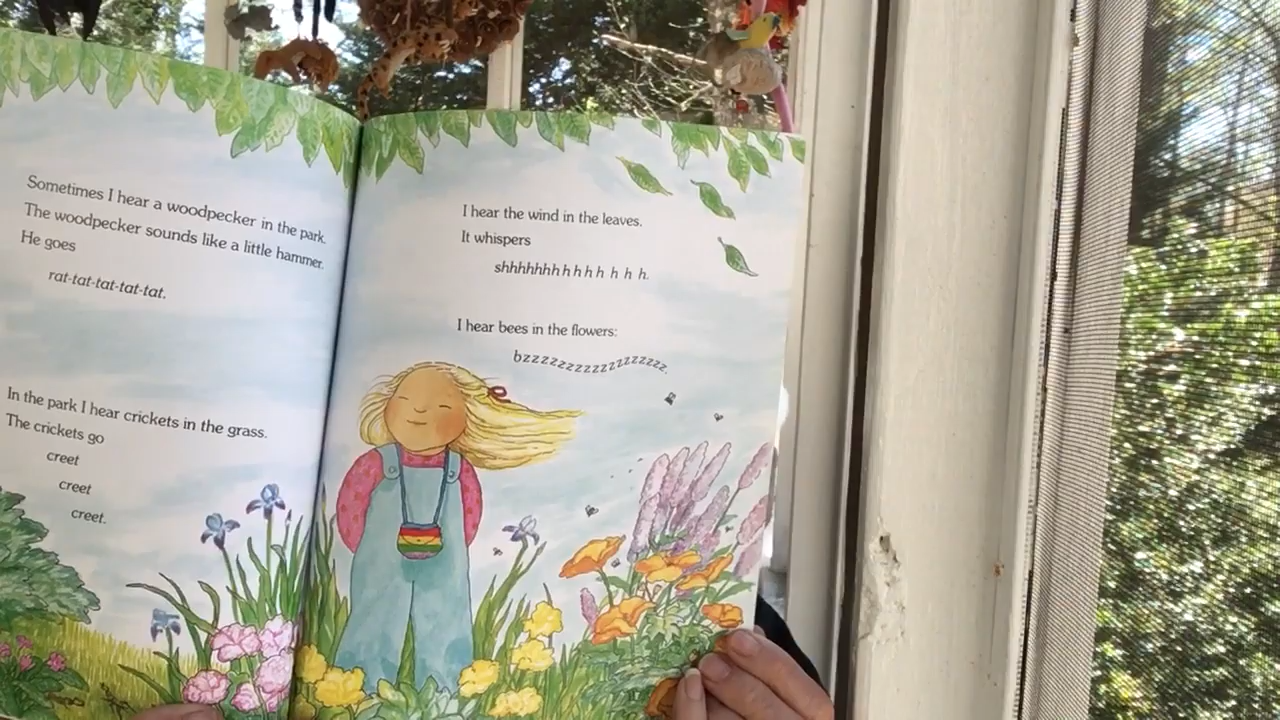 Sometimes I hear a woodpecker in the park.
The woodpecker sounds like a little hammer.
He goes
rat-tat-tat-tat-tat.
In the park I hear crickets in the grass.
The crickets go
creet
creet
creet.
I hear the wind in the leaves.
It whispers
shhhhhhhhhhhh h h h.
I hear bees in the flowers:
bzzzzzzzzzzzzzzzzzzz.